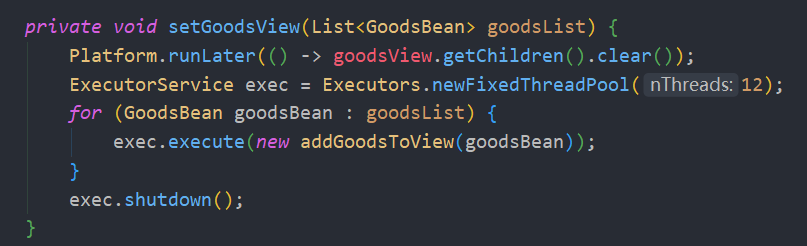 private void setGoodsView(List<GoodsBean> goodsList) {
    Platform.runLater(() -> goodsView.getChildren().clear());
    ExecutorService exec = Executors.newFixedThreadPool( nThreads: 12);
    for (GoodsBean goodsBean : goodsList) {
        exec.execute(new addGoodsToView(goodsBean));
    }
    exec.shutdown();
}